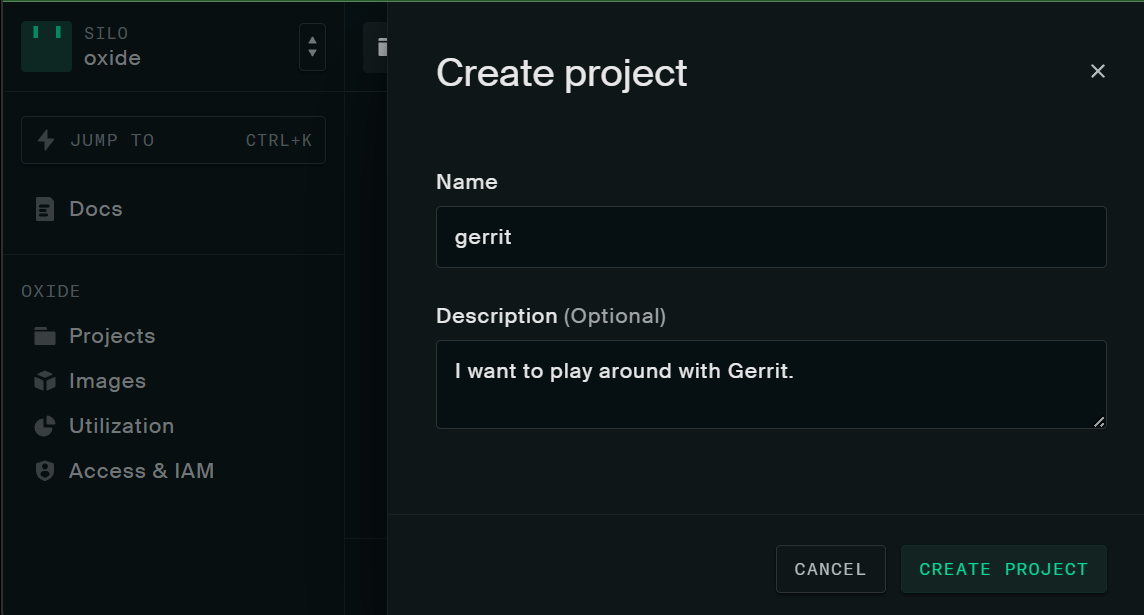 SILO
oxide
JUMP TO CTRL+K
Docs
OXIDE
Projects
Images
Utilization
Access & IAM
Create project
Name
gerrit
Description (Optional)
I want to play around with Gerrit.
CANCEL
CREATE PROJECT